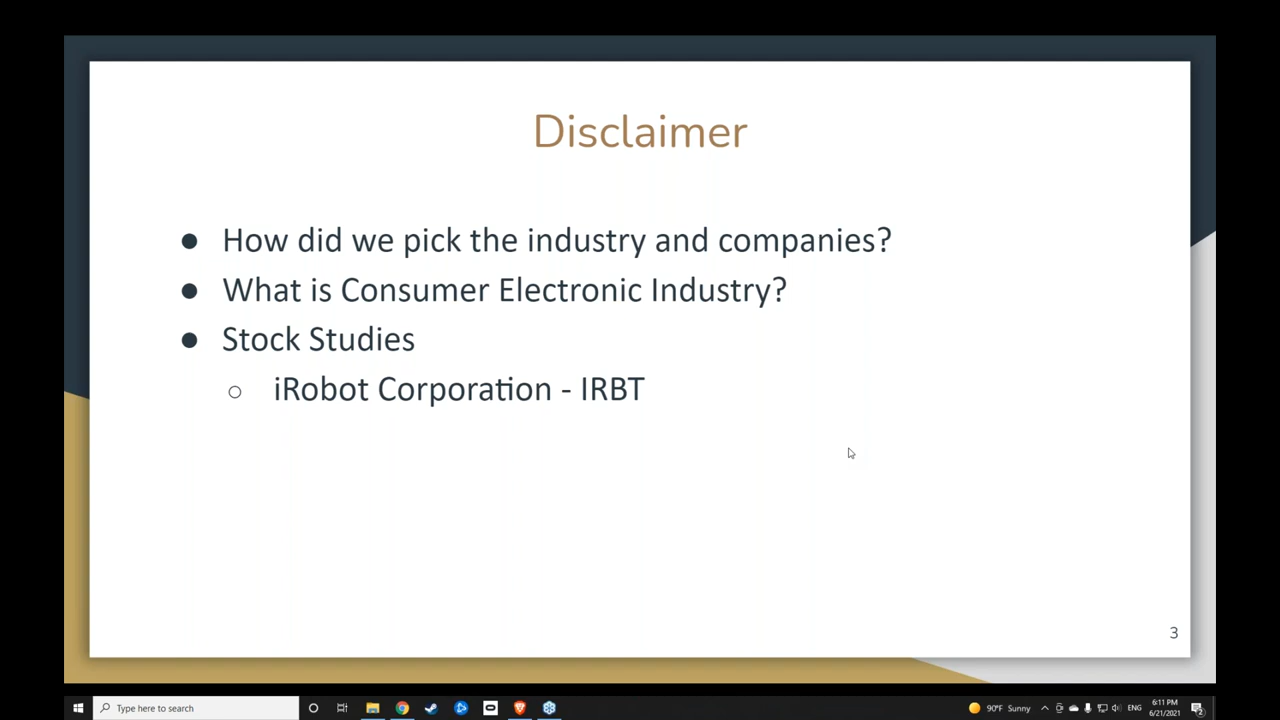 Disclaimer
● How did we pick the industry and companies?
● What is Consumer Electronic Industry?
● Stock Studies
○ iRobot Corporation - IRBT
3
Type here to search
90°F Sunny
ENG
6:11 PM
6/21/2021
2